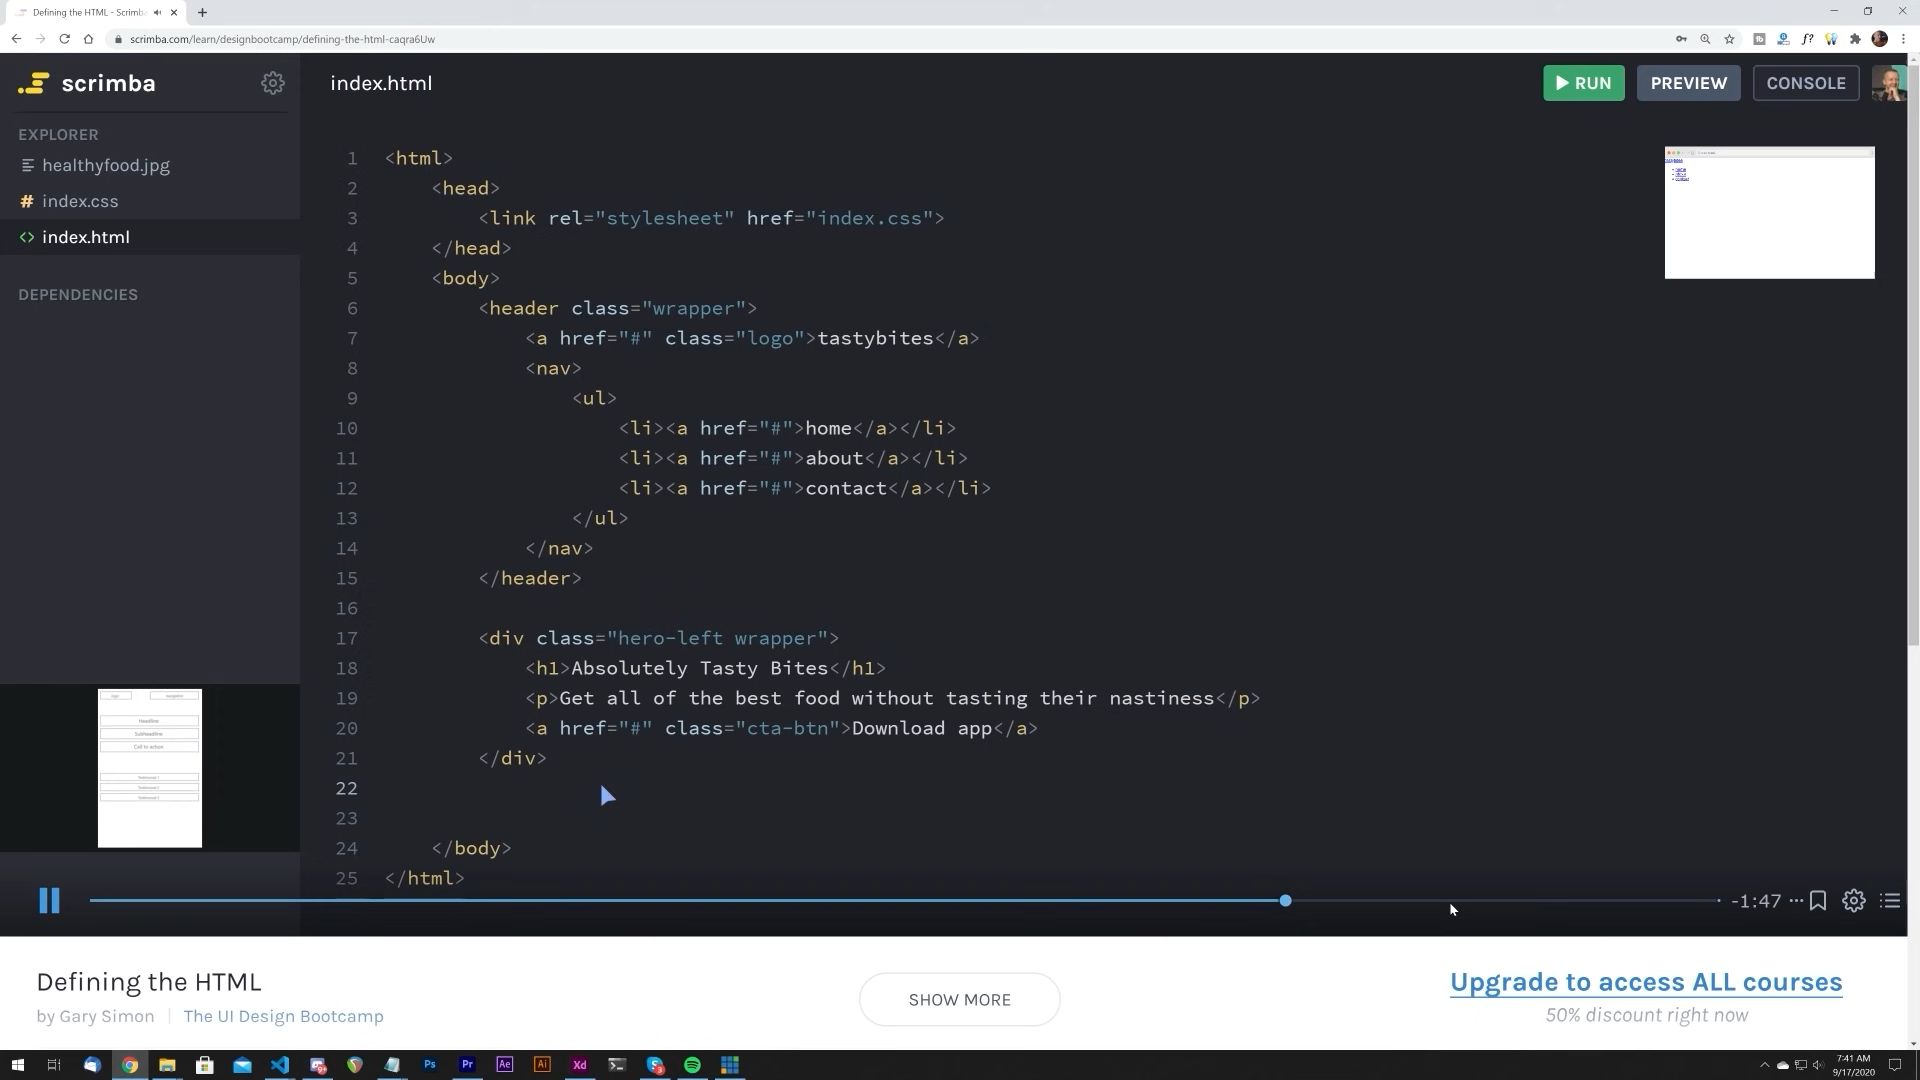 Defining the HTML - Scrimb
scrimba.com/learn/designbootcamp/defining-the-html-caqra6Uw
scrimba
index.html
RUN
PREVIEW
CONSOLE
EXPLORER
healthyfood.jpg
index.css
index.html
DEPENDENCIES
1 <html>
2 <head>
3 <link rel="stylesheet" href="index.css">
4 </head>
5 <body>
6 <header class="wrapper">
7 <a href="#" class="logo">tastybites</a>
8 <nav>
9 <ul>
10 <li><a href="#">home</a></li>
11 <li><a href="#">about</a></li>
12 <li><a href="#">contact</a></li>
13 </ul>
14 </nav>
15 </header>
16
17 <div class="hero-left wrapper">
18 <h1>Absolutely Tasty Bites</h1>
19 <p>Get all of the best food without tasting their nastiness</p>
20 <a href="#" class="cta-btn">Download app</a>
21 </div>
22
23
24 </body>
25 </html>
Headline
Subheadline
Call to action
-1:47
Defining the HTML
by Gary Simon
The UI Design Bootcamp
SHOW MORE
Upgrade to access ALL courses
50% discount right now
7:41 AM
9/17/2020